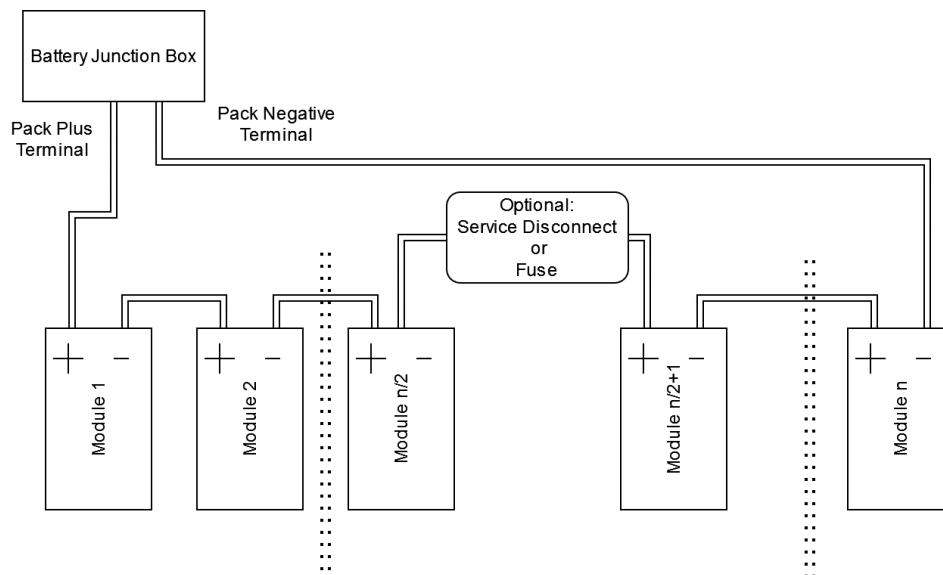 Battery Junction Box
Pack Plus
Terminal
Pack Negative
Terminal
Optional:
Service Disconnect
or
Fuse
+ -
Module 1
+ -
Module 2
+ -
Module n/2
+ -
Module n/2+1
+ -
Module n